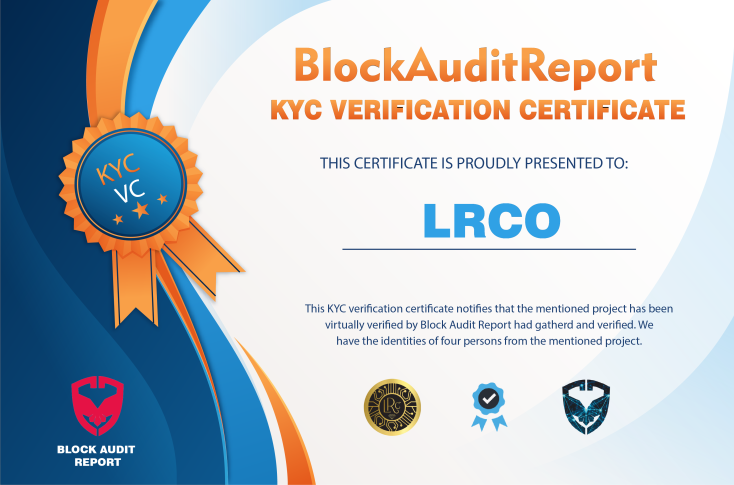 BlockAuditReport
KYC VERIFICATION CERTIFICATE
THIS CERTIFICATE IS PROUDLY PRESENTED TO:
KYC
VC
LRCO
This KYC verification certificate notifies that the mentioned project has been
virtually verified by Block Audit Report had gatherd and verified. We
have the identities of four persons from the mentioned project.
BLOCK AUDIT
REPORT